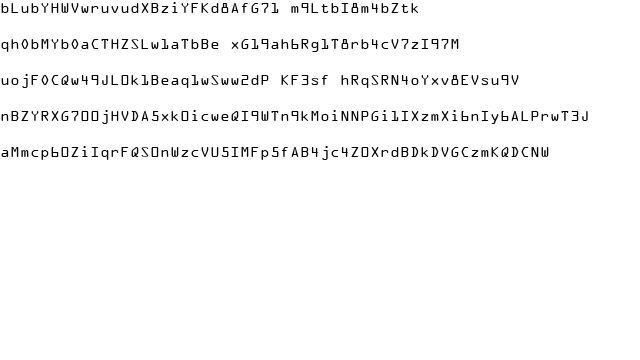 bLubYHWVwruvudXBziYFKd8AfG71 m9LtbI8m4bZtk
qh0bMYb0aCTHZSLw1aTbBe xG19ah6Rg1T8rb4cV7zI97M
uojF0CQw49JLOk1Beaq1wSww2dP KF3sf hRqSRN4oYxv8EVsu9V
nBZYRXG7OOjHVDA5xkOicweQI9WTn9kMoiNNPGi1IXzmXi6nIy6ALPrwT3J
aMmcp6OZiIqrFQSOnWzcVU5IMFp5fAB4jc4ZOXrdBDkDVGCzmKQDCNW